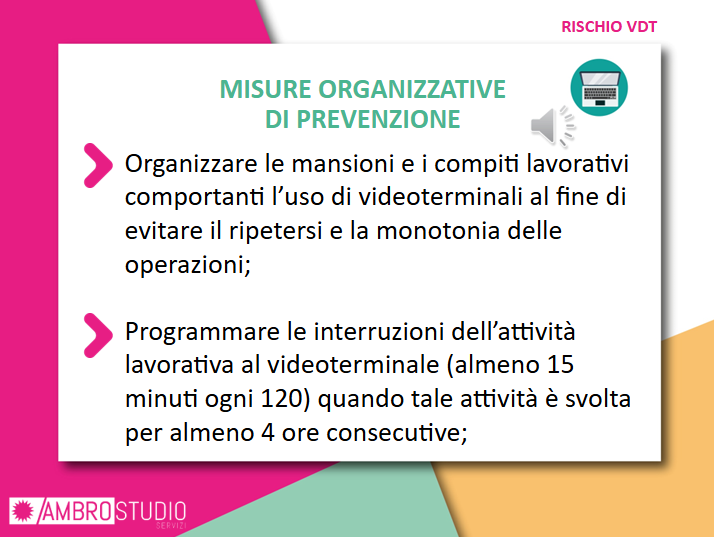 RISCHIO VDT
MISURE ORGANIZZATIVE
DI PREVENZIONE
Organizzare le mansioni e i compiti lavorativi
comportanti l’uso di videoterminali al fine di
evitare il ripetersi e la monotonia delle
operazioni;
Programmare le interruzioni dell’attività
lavorativa al videoterminale (almeno 15
minuti ogni 120) quando tale attività è svolta
per almeno 4 ore consecutive;
AMBROSTUDIO
SERVIZI